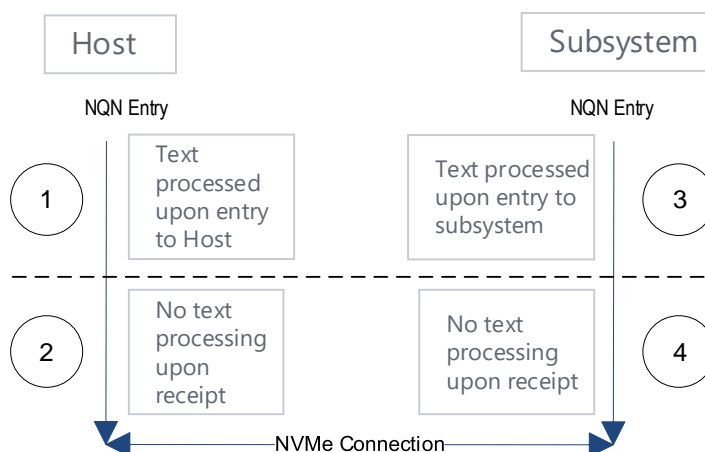 Host
Subsystem
NQN Entry
NQN Entry
1
Text
processed
upon entry
to Host
Text processed
upon entry to
subsystem
3
2
No text
processing
upon
receipt
No text
processing
upon receipt
4
NVMe Connection